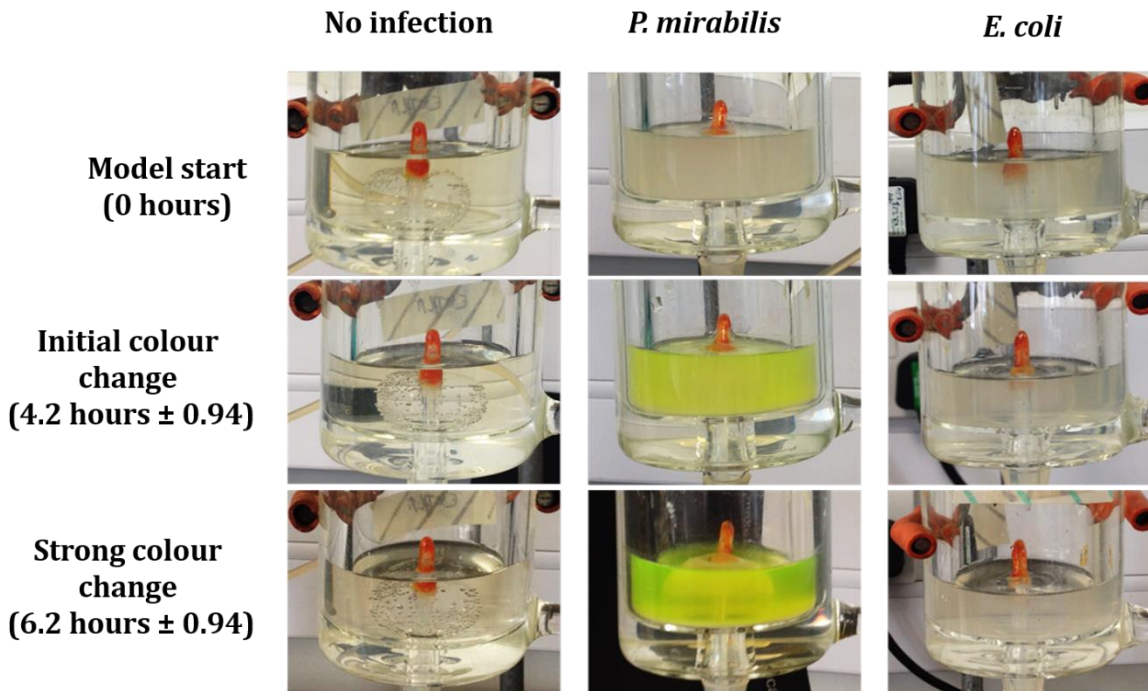 No infection
P. mirabilis
E. coli
Model start
(0 hours)
Initial colour
change
(4.2 hours ± 0.94)
Strong colour
change
(6.2 hours ± 0.94)